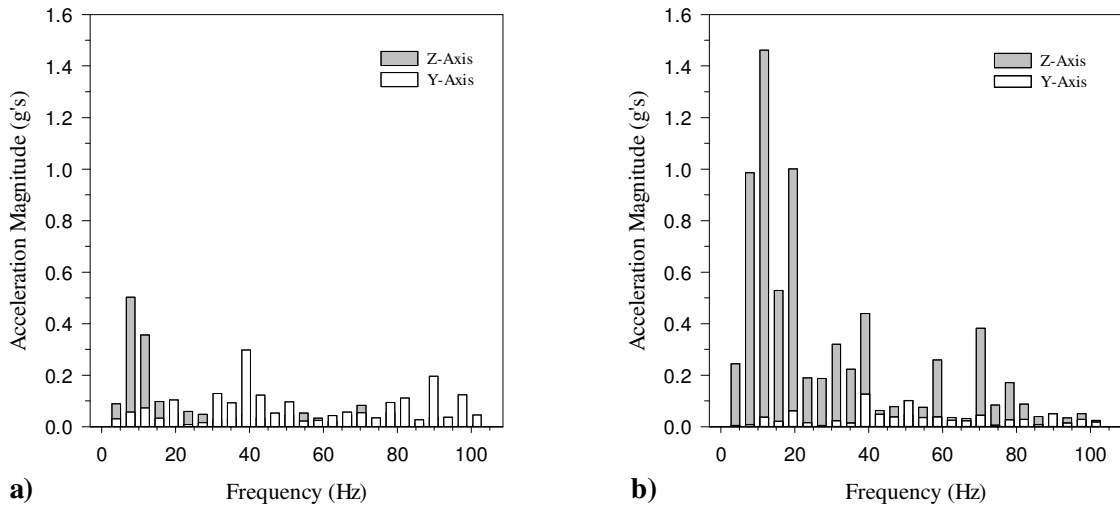 1.6
1.4
1.2
1.0
0.8
0.6
0.4
0.2
0.0
Acceleration Magnitude (g's)
Z-Axis
Y-Axis
0 20 40 60 80 100
Frequency (Hz)
a)
1.6
1.4
1.2
1.0
0.8
0.6
0.4
0.2
0.0
Acceleration Magnitude (g's)
Z-Axis
Y-Axis
0 20 40 60 80 100
Frequency (Hz)
b)